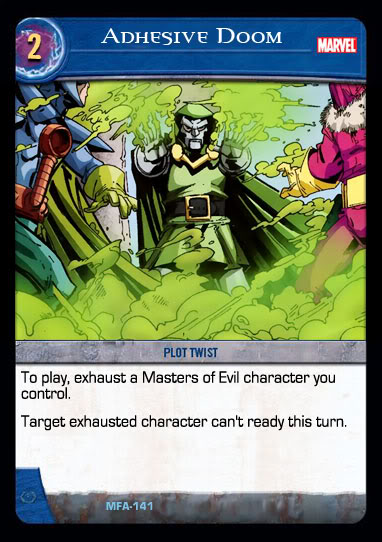 2
ADHESIVE DOOM
MARVEL
PLOT TWIST
To play, exhaust a Masters of Evil character you
control.
Target exhausted character can't ready this turn.
MFA-141